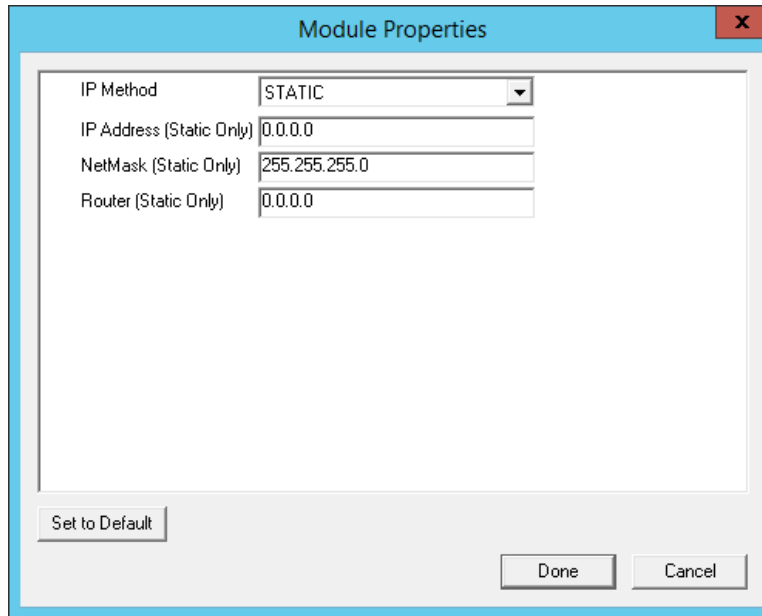 Module Properties
x
IP Method STATIC
IP Address (Static Only) 0.0.0.0
NetMask (Static Only) 255.255.255.0
Router (Static Only) 0.0.0.0
Set to Default
Done Cancel